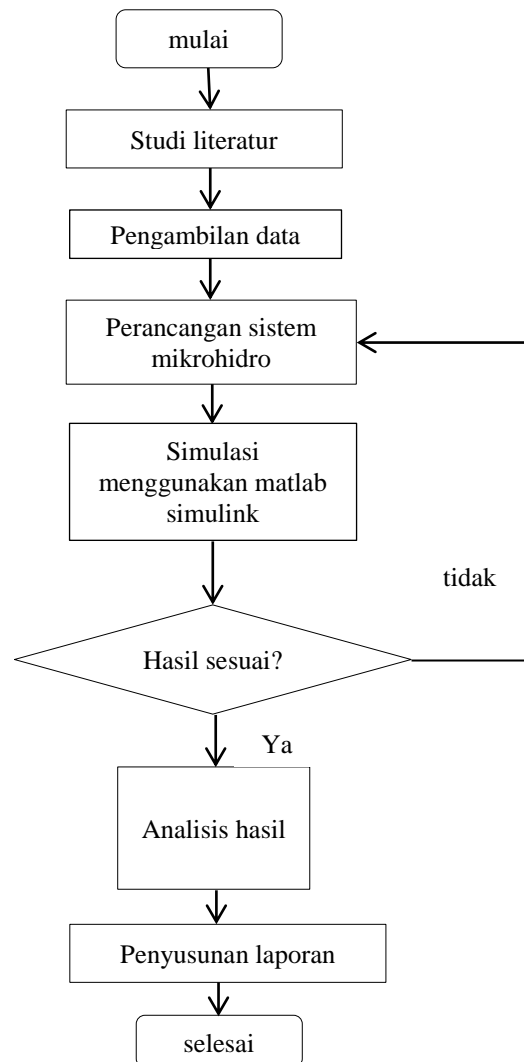 mulai
Studi literatur
Pengambilan data
Perancangan sistem
mikrohidro
Simulasi
menggunakan matlab
simulink
tidak
Hasil sesuai?
Ya
Analisis hasil
Penyusunan laporan
selesai